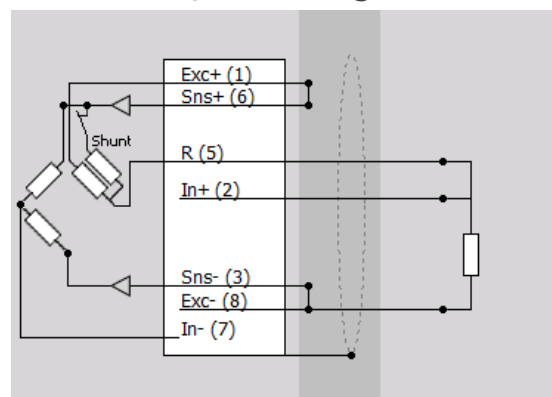 Exc+ (1)
Sns+ (6)
Shunt
R (5)
In+ (2)
Sns- (3)
Exc- (8)
In- (7)